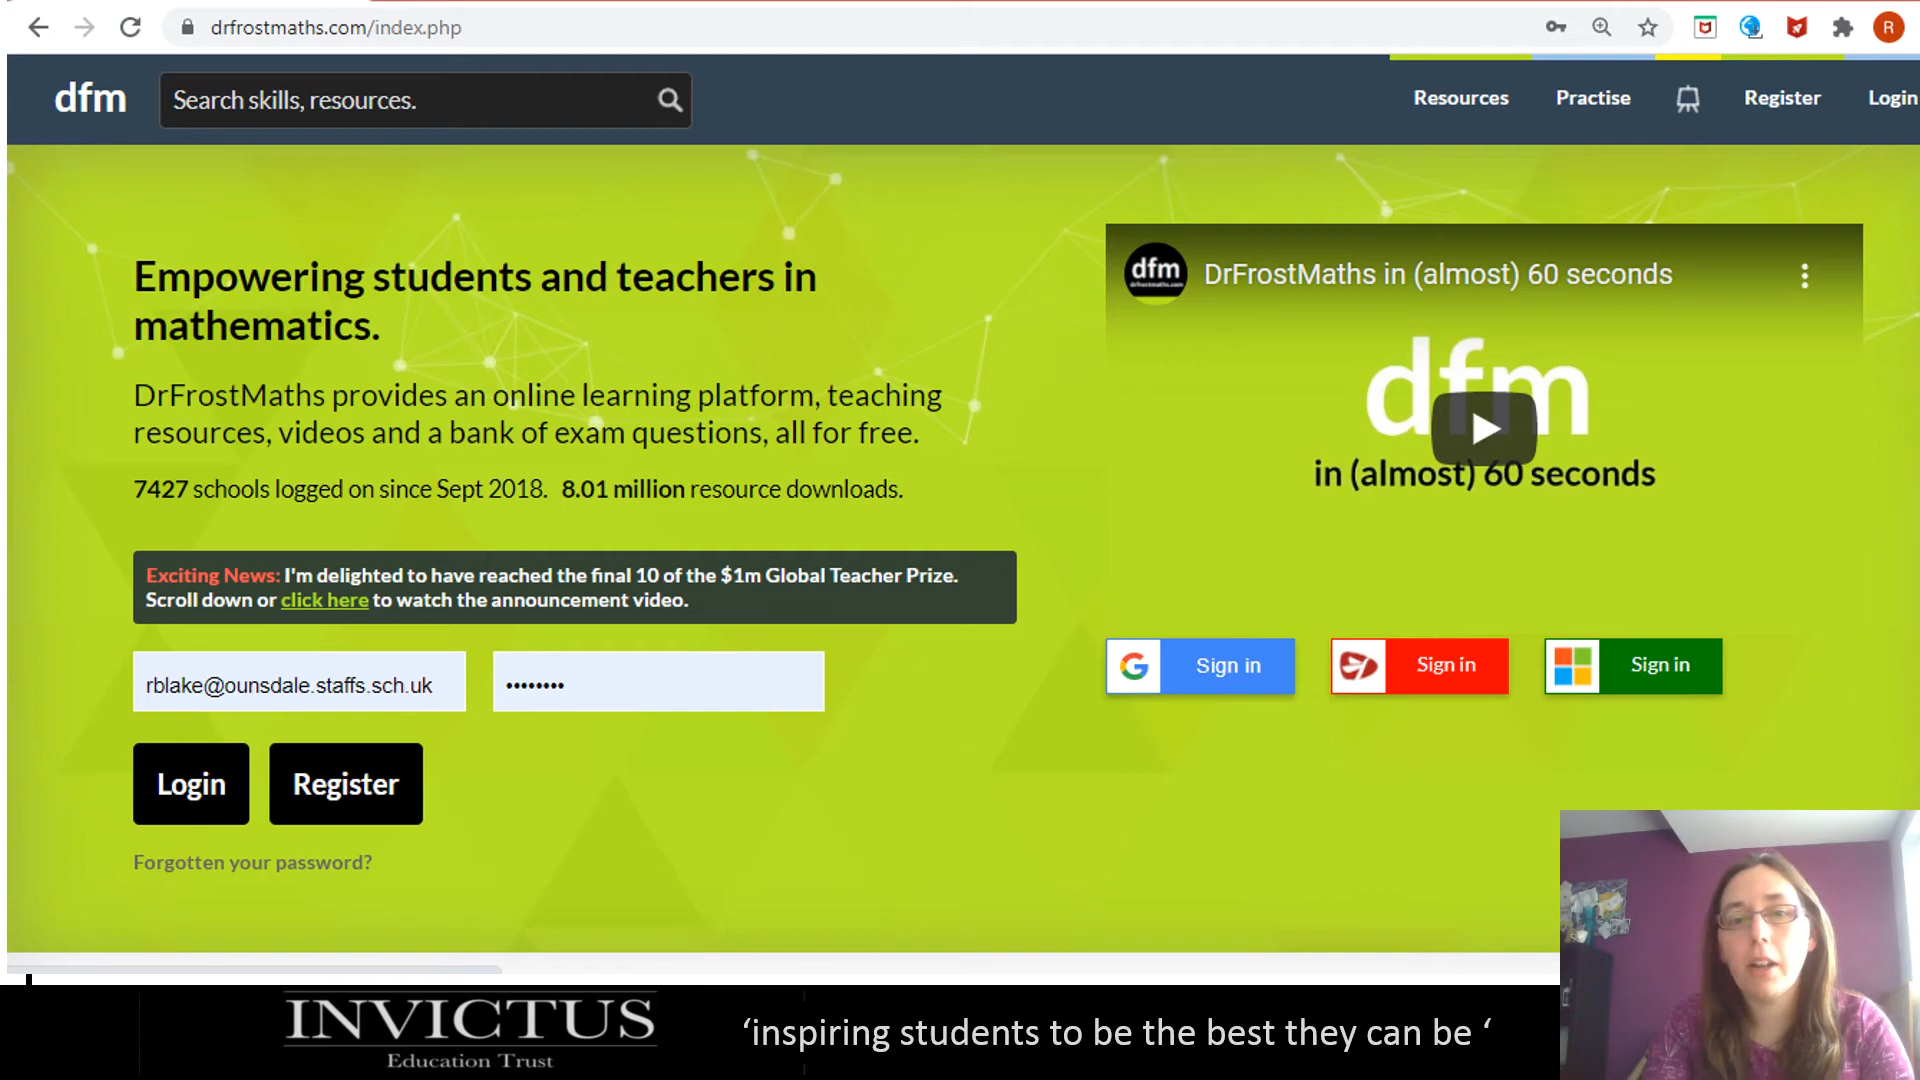 drfrostmaths.com/index.php
R
dfm
Search skills, resources.
Resources
Practise
Register
Login
Empowering students and teachers in
mathematics.
DrFrostMaths provides an online learning platform, teaching
resources, videos and a bank of exam questions, all for free.
7427 schools logged on since Sept 2018. 8.01 million resource downloads.
Exciting News: I'm delighted to have reached the final 10 of the $1m Global Teacher Prize.
Scroll down or click here to watch the announcement video.
rblake@ounsdale.staffs.sch.uk
••••••••
Login
Register
Forgotten your password?
dfm
drfrostmaths.com
DrFrostMaths in (almost) 60 seconds
dfm
in (almost) 60 seconds
Sign in
Sign in
Sign in
INVICTUS
Education Trust
‘inspiring students to be the best they can be ‘